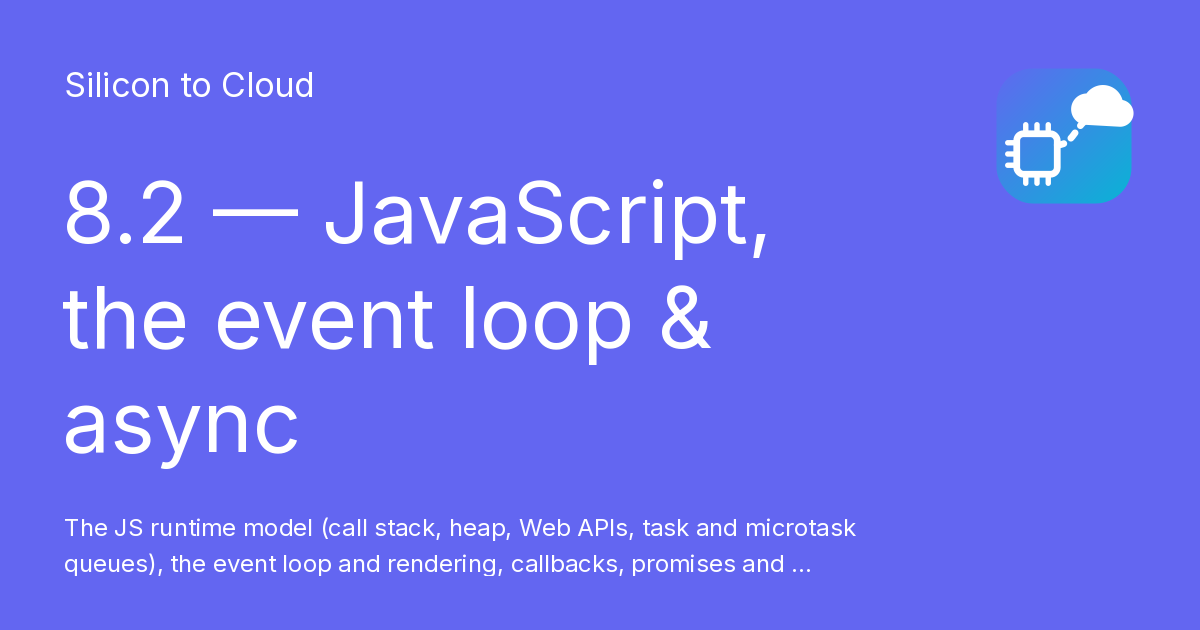 Silicon to Cloud
8.2 — JavaScript,
the event loop &
async
The JS runtime model (call stack, heap, Web APIs, task and microtask
queues), the event loop and rendering, callbacks, promises and ...